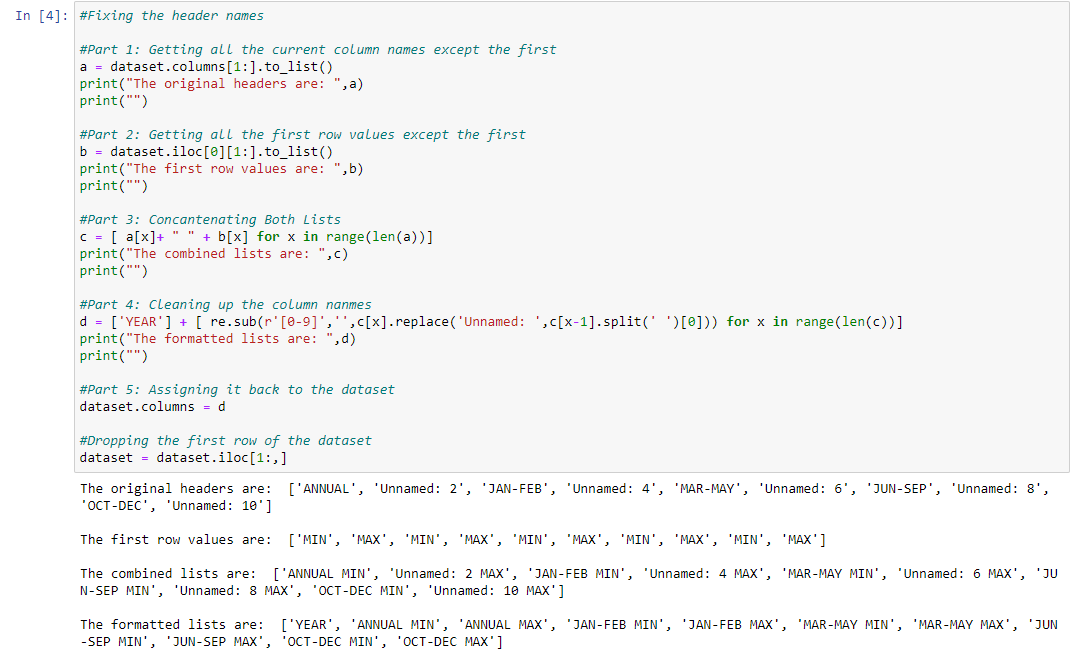 In [4]: #Fixing the header names
#Part 1: Getting all the current column names except the first
a = dataset.columns[1:].to_list()
print("The original headers are: ",a)
print("")
#Part 2: Getting all the first row values except the first
b = dataset.iloc[0][1:].to_list()
print("The first row values are: ",b)
print("")
#Part 3: Concantenating Both Lists
c = [ a[x]+ " " + b[x] for x in range(len(a))]
print("The combined lists are: ",c)
print("")
#Part 4: Cleaning up the column nanmes
d = ['YEAR'] + [ re.sub(r'[0-9]','',c[x].replace('Unnamed: ',c[x-1].split(' ')[0])) for x in range(len(c))]
print("The formatted lists are: ",d)
print("")
#Part 5: Assigning it back to the dataset
dataset.columns = d
#Dropping the first row of the dataset
dataset = dataset.iloc[1:,]
The original headers are:  ['ANNUAL', 'Unnamed: 2', 'JAN-FEB', 'Unnamed: 4', 'MAR-MAY', 'Unnamed: 6', 'JUN-SEP', 'Unnamed: 8',
'OCT-DEC', 'Unnamed: 10']
The first row values are:  ['MIN', 'MAX', 'MIN', 'MAX', 'MIN', 'MAX', 'MIN', 'MAX', 'MIN', 'MAX']
The combined lists are:  ['ANNUAL MIN', 'Unnamed: 2 MAX', 'JAN-FEB MIN', 'Unnamed: 4 MAX', 'MAR-MAY MIN', 'Unnamed: 6 MAX', 'JU
N-SEP MIN', 'Unnamed: 8 MAX', 'OCT-DEC MIN', 'Unnamed: 10 MAX']
The formatted lists are:  ['YEAR', 'ANNUAL MIN', 'ANNUAL MAX', 'JAN-FEB MIN', 'JAN-FEB MAX', 'MAR-MAY MIN', 'MAR-MAY MAX', 'JUN
-SEP MIN', 'JUN-SEP MAX', 'OCT-DEC MIN', 'OCT-DEC MAX']